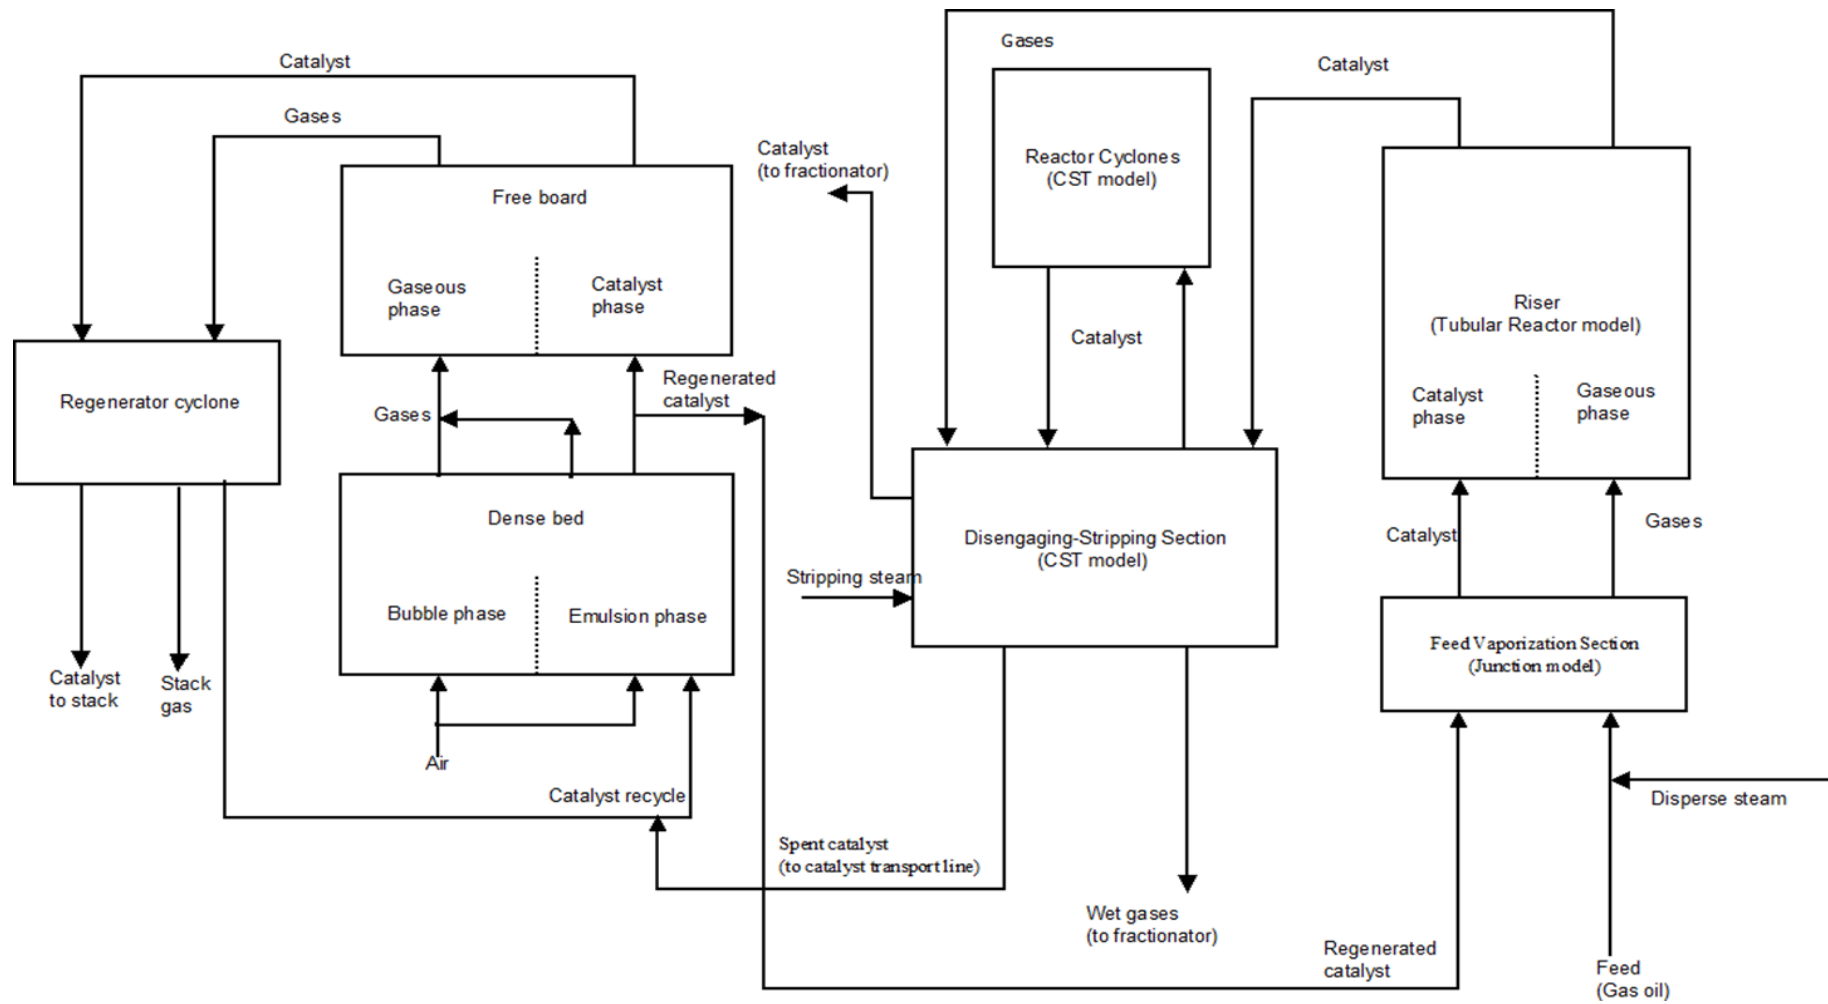 Catalyst
Gases
Free board
Gaseous
phase
Catalyst
phase
Regenerator cyclone
Gases
Regenerated
catalyst
Dense bed
Bubble phase
Emulsion phase
Catalyst
to stack
Stack
gas
Air
Catalyst recycle
Gases
Catalyst
Catalyst
(to fractionator)
Reactor Cyclones
(CST model)
Catalyst
Riser
(Tubular Reactor model)
Catalyst
phase
Gaseous
phase
Disengaging-Stripping Section
(CST model)
Stripping steam
Catalyst
Gases
Feed Vaporization Section
(Junction model)
Disperse steam
Spent catalyst
(to catalyst transport line)
Wet gases
(to fractionator)
Regenerated
catalyst
Feed
(Gas oil)